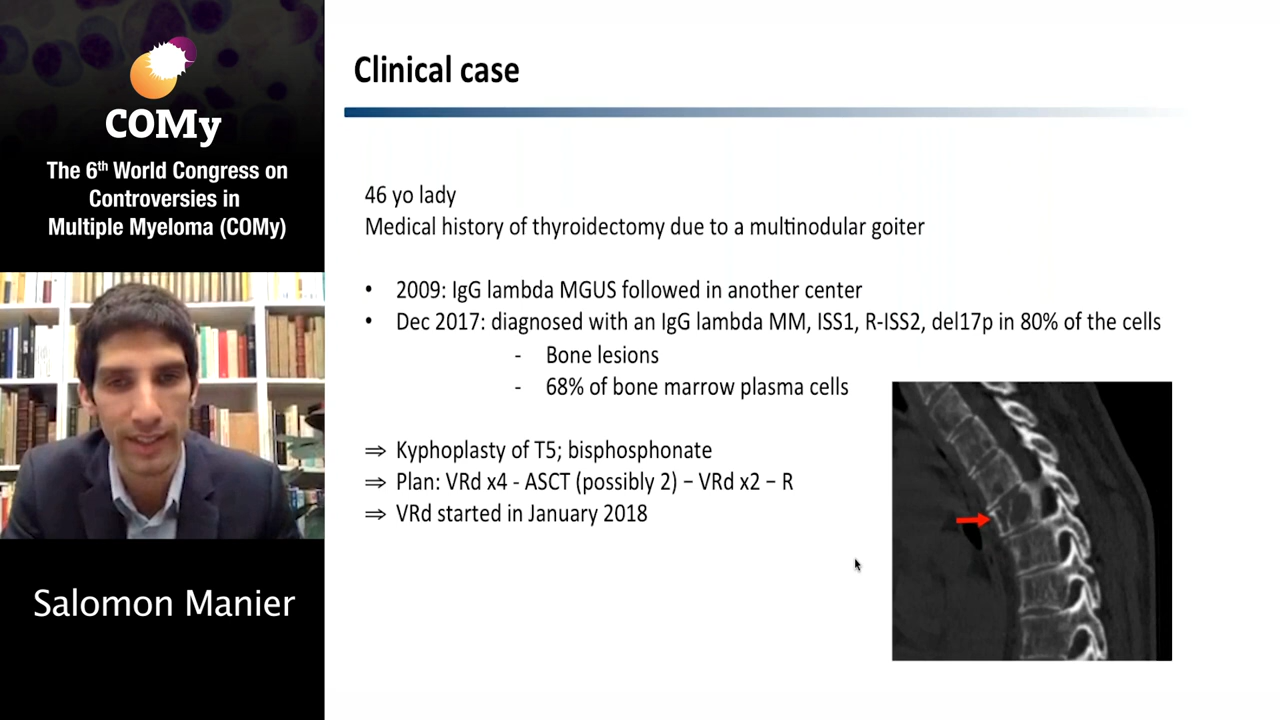 COMy
The 6th World Congress on
Controversies in
Multiple Myeloma (COMy)
Salomon Manier
Clinical case
46 yo lady
Medical history of thyroidectomy due to a multinodular goiter
• 2009: IgG lambda MGUS followed in another center
• Dec 2017: diagnosed with an IgG lambda MM, ISS1, R-ISS2, del17p in 80% of the cells
- Bone lesions
- 68% of bone marrow plasma cells
⇒ Kyphoplasty of T5; bisphosphonate
⇒ Plan: VRd x4 - ASCT (possibly 2) – VRd x2 – R
⇒ VRd started in January 2018